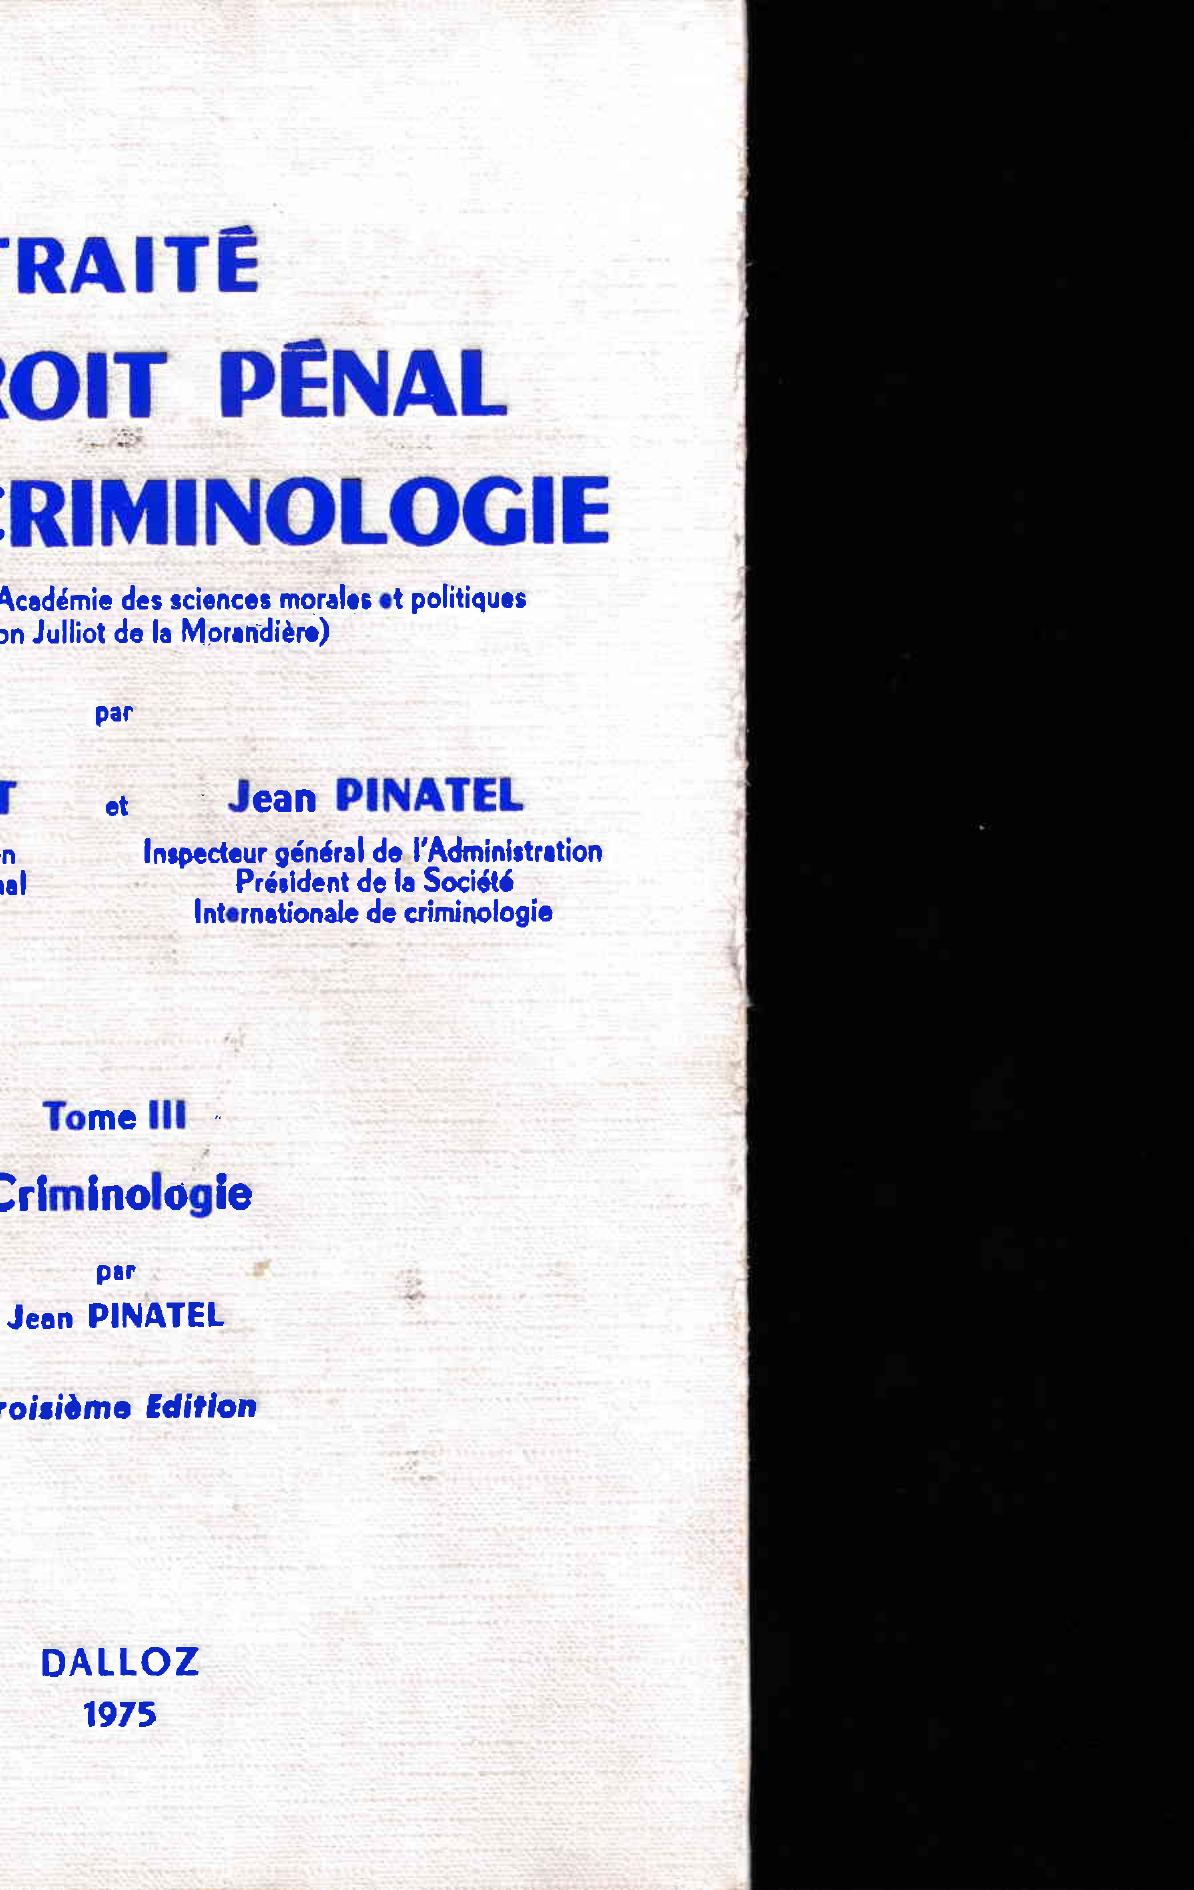 TRAITÉ
ROIT PÉNAL
CRIMINOLOGIE
Académie des sciences morales et politiques
on Julliot de la Morandière)
par
T et Jean PINATEL
n Inspecteur général de l'Administration
nal Président de la Société
Internationale de criminologie
Tome III
Criminologie
par
Jean PINATEL
roisième Edition
DALLOZ
1975